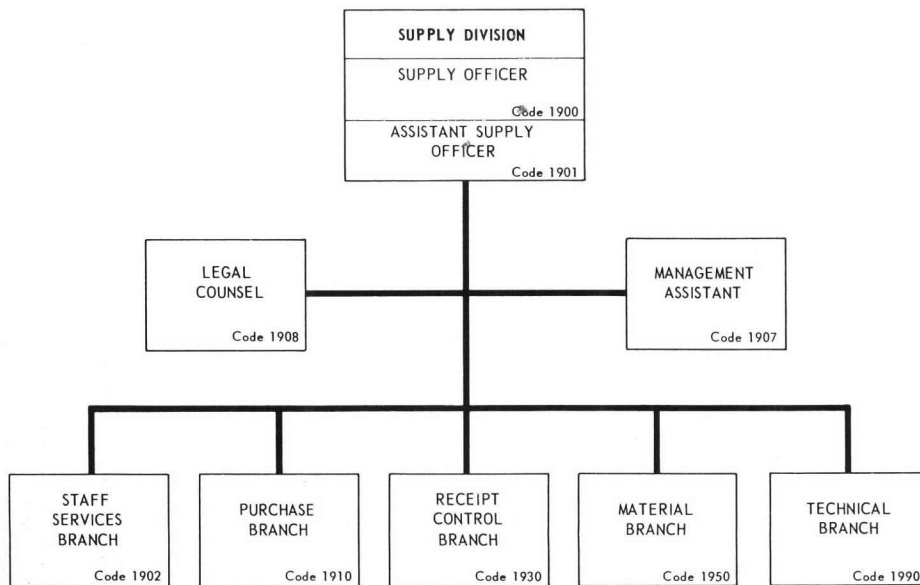 SUPPLY DIVISION
SUPPLY OFFICER
Code 1900
ASSISTANT SUPPLY
OFFICER
Code 1901
LEGAL
COUNSEL
Code 1908
MANAGEMENT
ASSISTANT
Code 1907
STAFF
SERVICES
BRANCH
Code 1902
PURCHASE
BRANCH
Code 1910
RECEIPT
CONTROL
BRANCH
Code 1930
MATERIAL
BRANCH
Code 1950
TECHNICAL
BRANCH
Code 1990